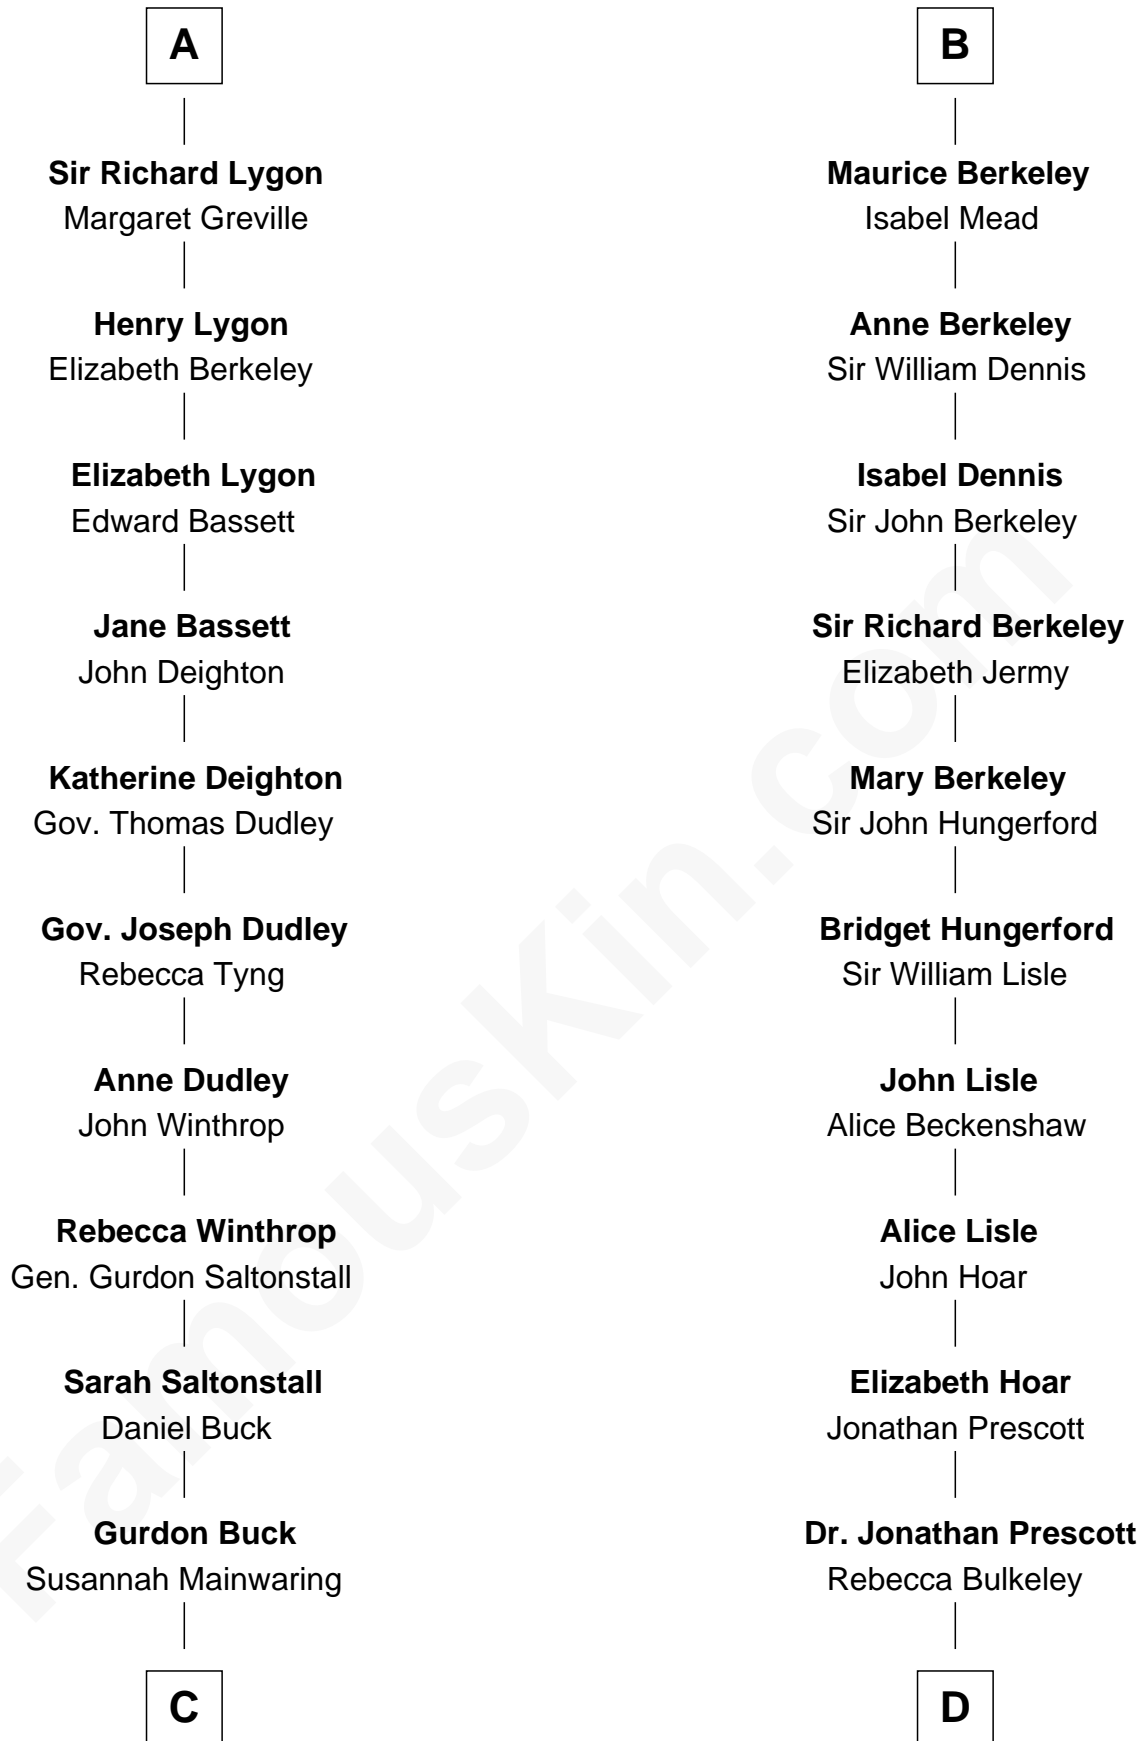 A
Sir Richard Lygon
Margaret Greville
Henry Lygon
Elizabeth Berkeley
Elizabeth Lygon
Edward Bassett
Jane Bassett
John Deighton
Katherine Deighton
Gov. Thomas Dudley
Gov. Joseph Dudley
Rebecca Tyng
Anne Dudley
John Winthrop
Rebecca Winthrop
Gen. Gurdon Saltonstall
Sarah Saltonstall
Daniel Buck
Gurdon Buck
Susannah Mainwaring
C
B
Maurice Berkeley
Isabel Mead
Anne Berkeley
Sir William Dennis
Isabel Dennis
Sir John Berkeley
Sir Richard Berkeley
Elizabeth Jermy
Mary Berkeley
Sir John Hungerford
Bridget Hungerford
Sir William Lisle
John Lisle
Alice Beckenshaw
Alice Lisle
John Hoar
Elizabeth Hoar
Jonathan Prescott
Dr. Jonathan Prescott
Rebecca Bulkeley
D
FamousKin.com